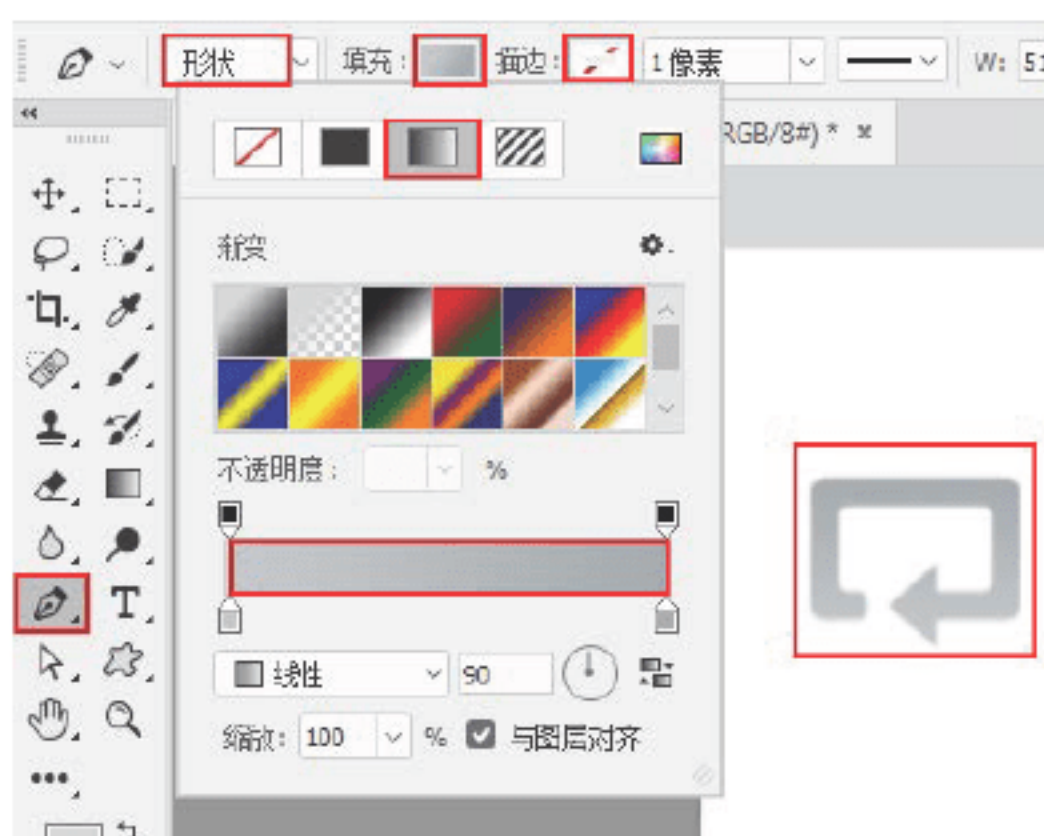 形状 填充: 描边: 1像素 W: 51
RGB/8#) * ×
渐变
不透明度: %
T
线性 90
缩放: 100 % 与图层对齐